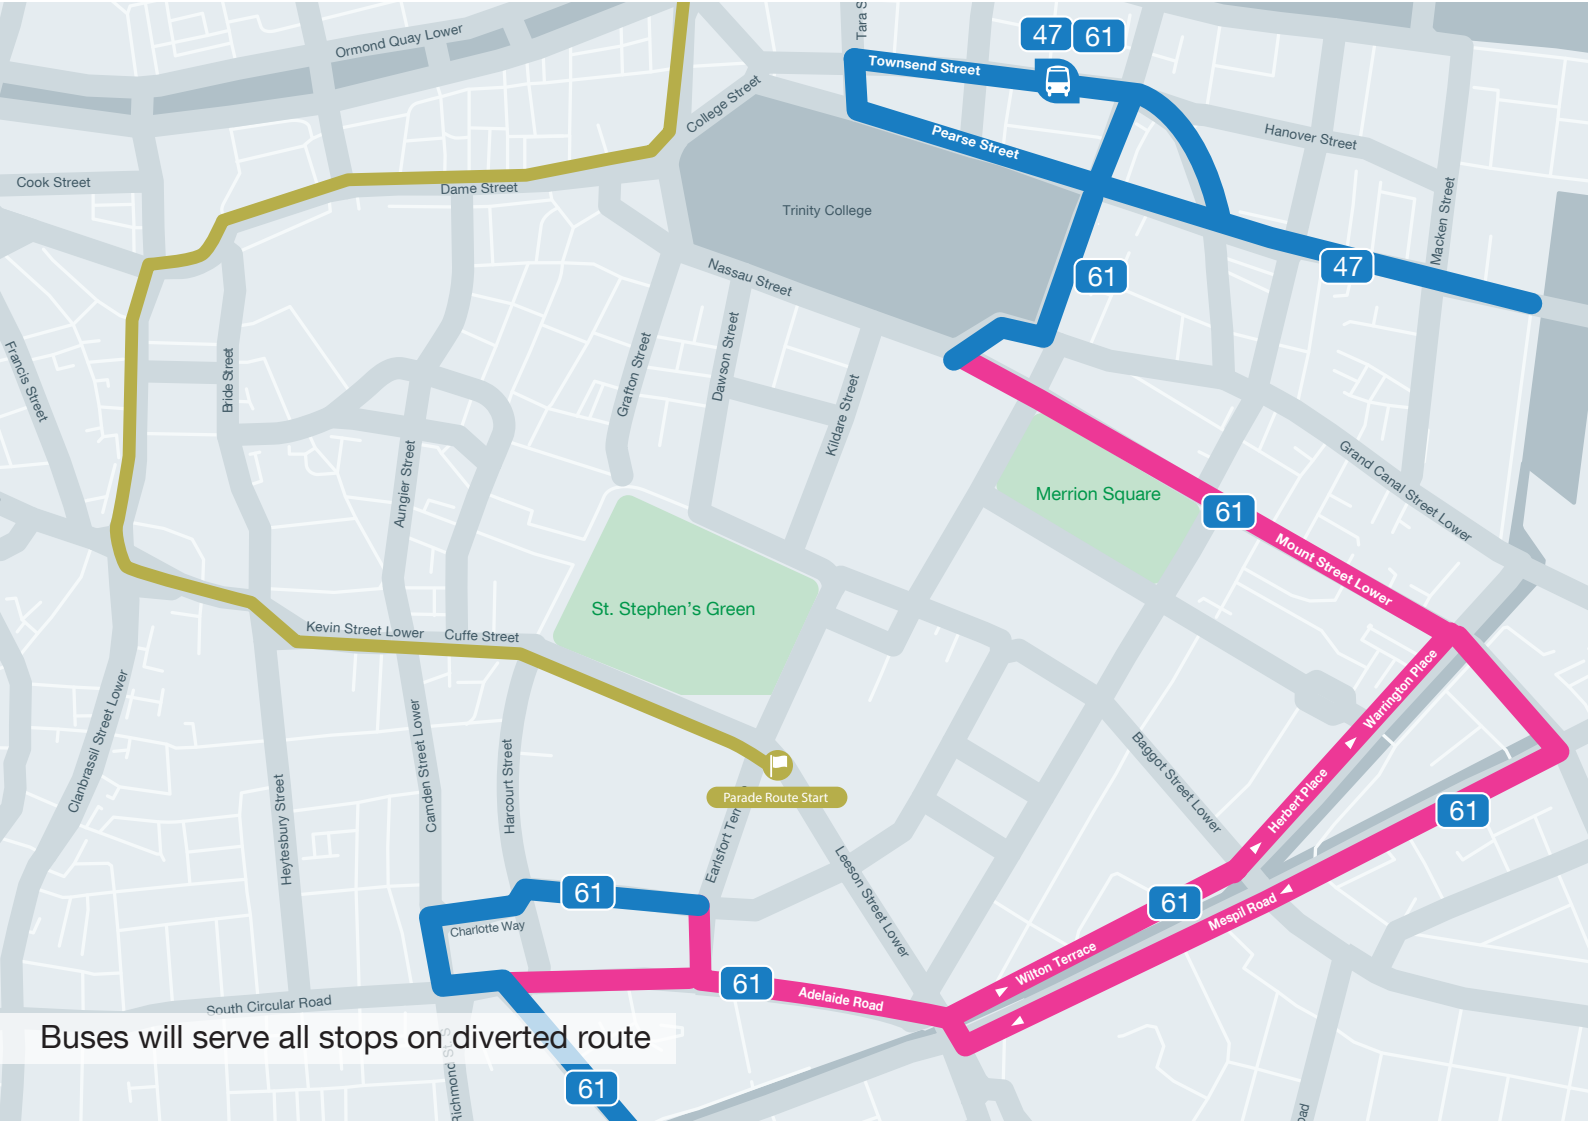 Ormond Quay Lower
Tara S
47
61
Townsend Street
College Street
Hanover Street
Pearse Street
Cook Street
Dame Street
Macken Street
Trinity College
Nassau Street
61
47
Francis Street
Bride Street
Grafton Street
Dawson Street
Kildare Street
Aungier Street
Merrion Square
61
Grand Canal Street Lower
Mount Street Lower
St. Stephen's Green
Kevin Street Lower
Cuffe Street
Warrington Place
Clanbrassil Street Lower
Heytesbury Street
Camden Street Lower
Harcourt Street
Parade Route Start
Earlsfort Ter
Baggot Street Lower
Herbert Place
61
Leeson Street Lower
61
61
Mespil Road
Charlotte Way
Wilton Terrace
61
Adelaide Road
South Circular Road
Buses will serve all stops on diverted route
Richmond St S
61
oad